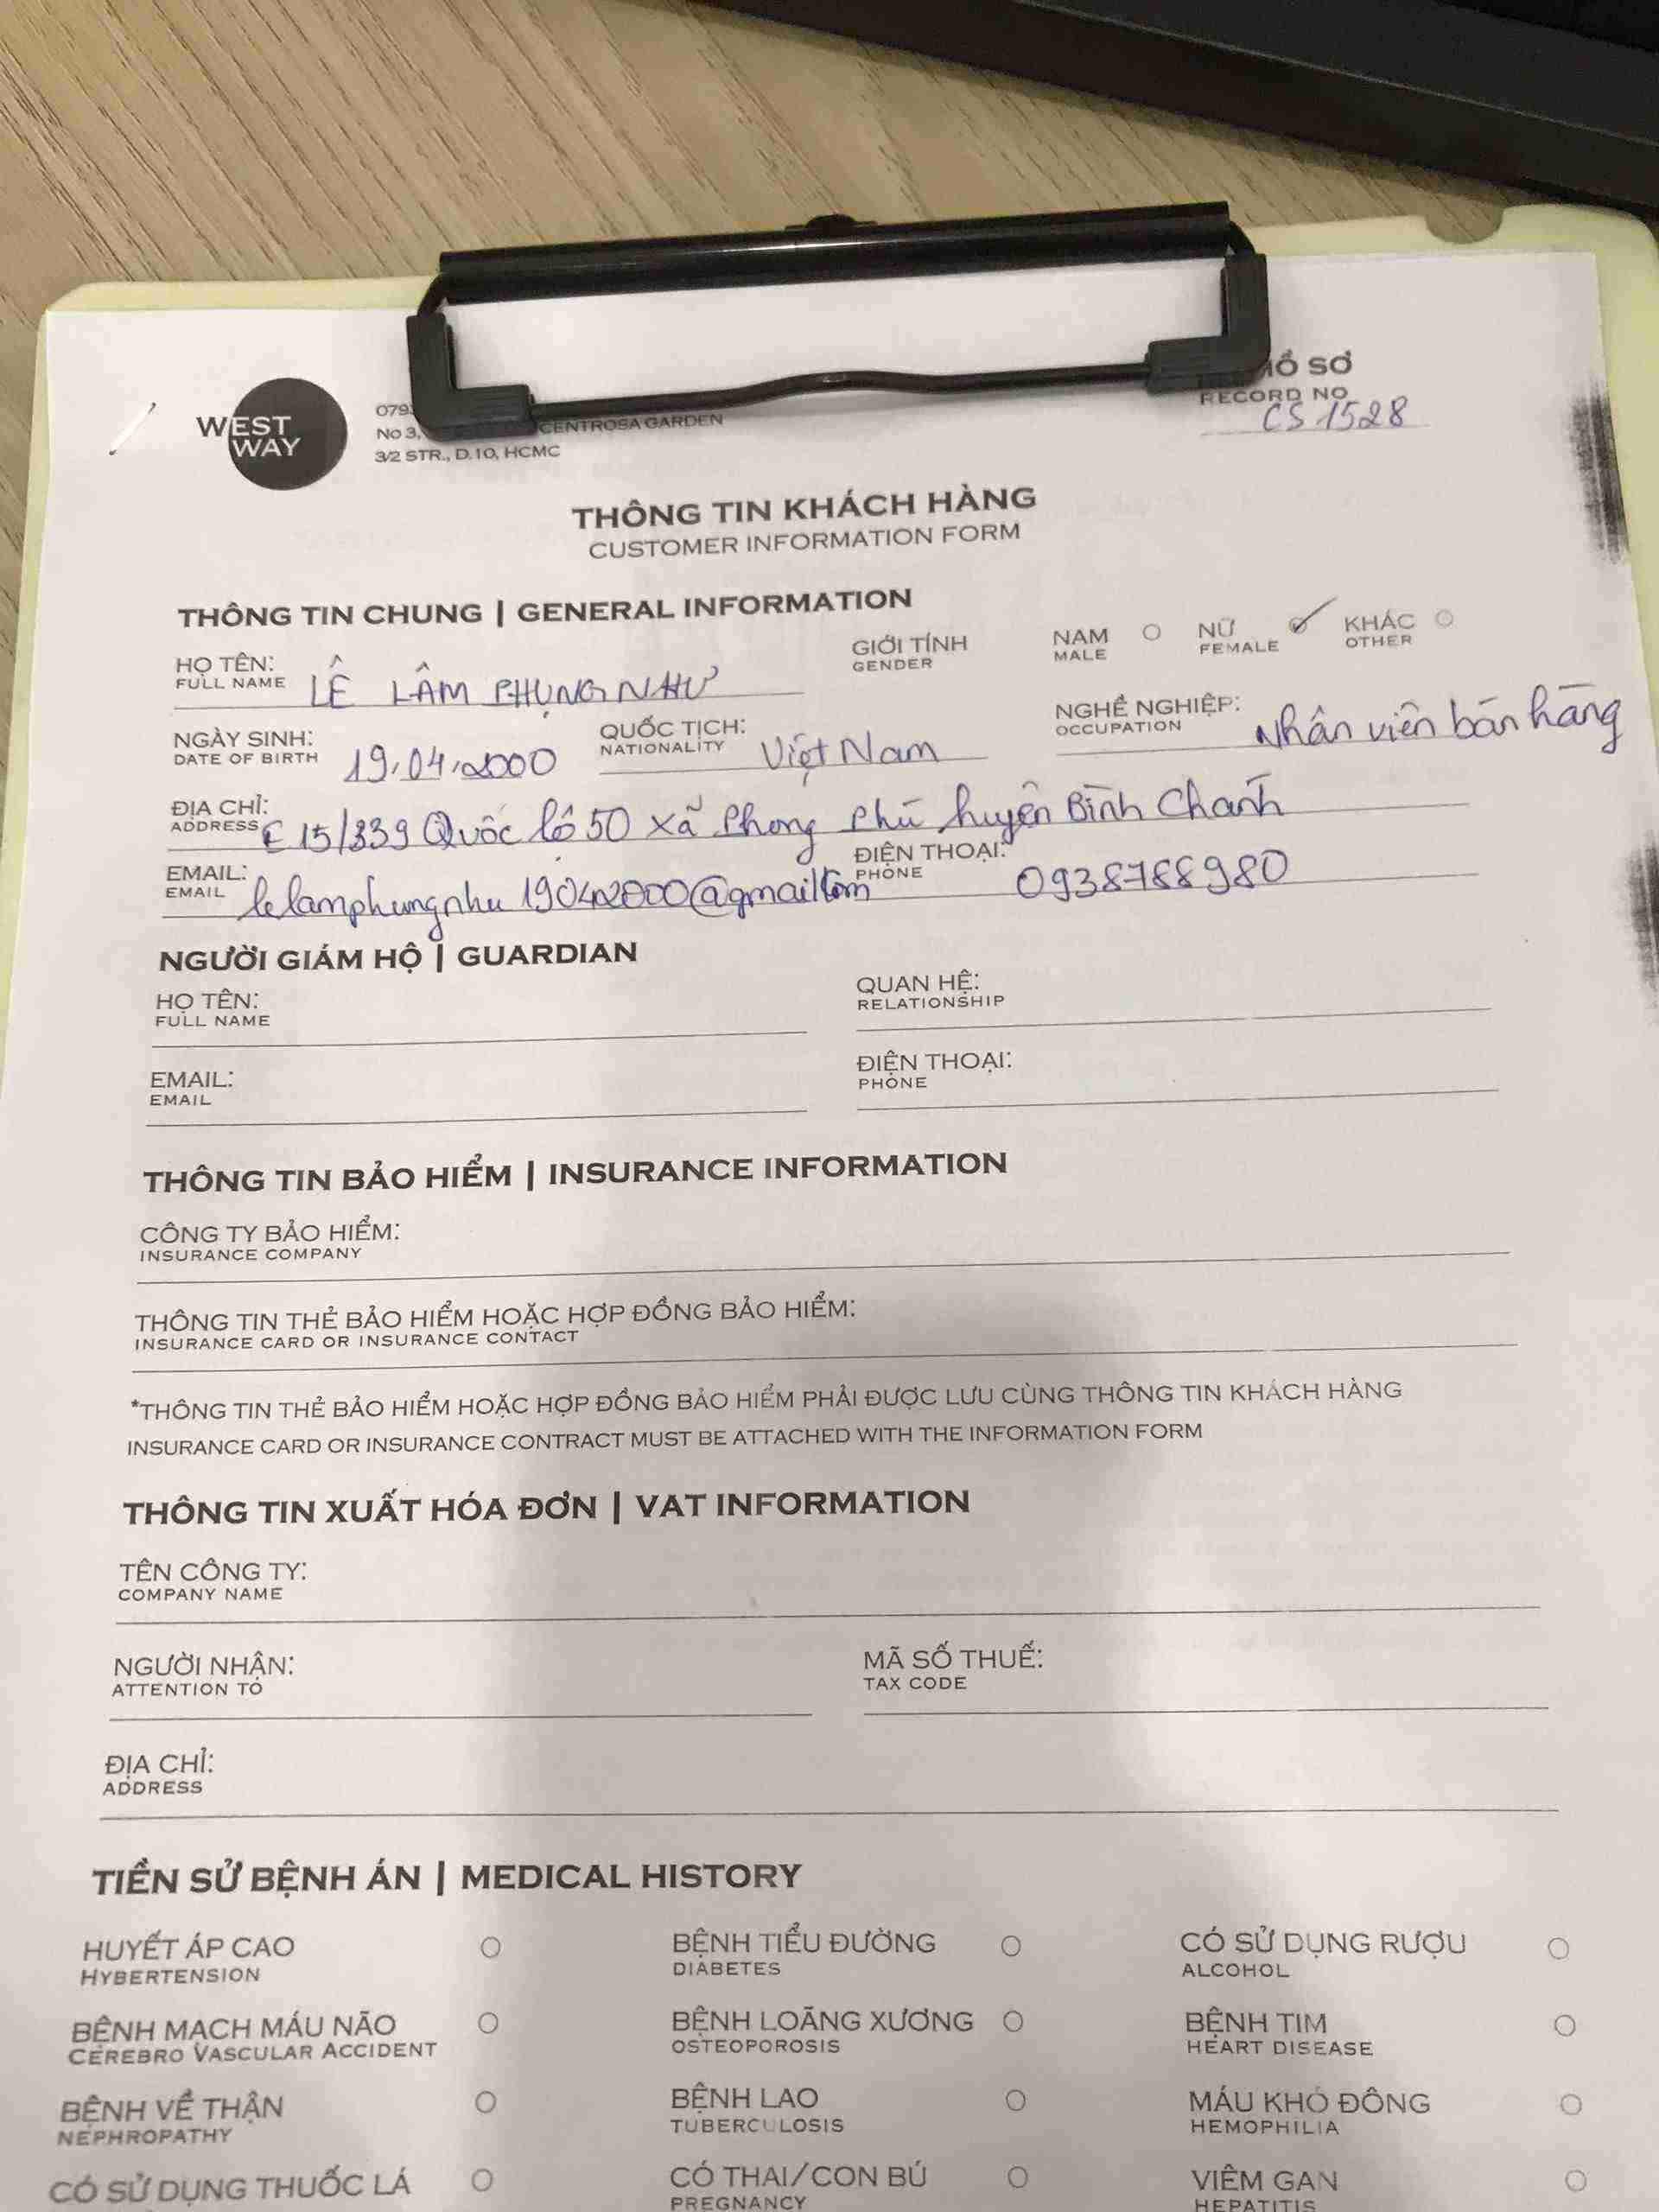 WEST
WAY
079
No 3, CENTROSA GARDEN
3/2 STR., D.10, HCMC
HỒ SƠ
RECORD NO
CS 1528
THÔNG TIN KHÁCH HÀNG
CUSTOMER INFORMATION FORM
THÔNG TIN CHUNG | GENERAL INFORMATION
HỌ TÊN: LÊ LÂM PHỤNG NHƯ GIỚI TÍNH NAM NỮ KHÁC
FULL NAME GENDER MALE FEMALE OTHER
NGÀY SINH: 19.04.2000 QUỐC TỊCH: Việt Nam NGHỀ NGHIỆP: Nhân viên bán hàng
DATE OF BIRTH NATIONALITY OCCUPATION
ĐỊA CHỈ: E15/339 Quốc lộ 50 xã Phong Phú huyện Bình Chánh
ADDRESS
EMAIL: lelamphungnhu19042000@gmail.com ĐIỆN THOẠI: 0938788980
EMAIL PHONE
NGƯỜI GIÁM HỘ | GUARDIAN
HỌ TÊN: QUAN HỆ:
FULL NAME RELATIONSHIP
EMAIL: ĐIỆN THOẠI:
EMAIL PHONE
THÔNG TIN BẢO HIỂM | INSURANCE INFORMATION
CÔNG TY BẢO HIỂM:
INSURANCE COMPANY
THÔNG TIN THẺ BẢO HIỂM HOẶC HỢP ĐỒNG BẢO HIỂM:
INSURANCE CARD OR INSURANCE CONTACT
*THÔNG TIN THẺ BẢO HIỂM HOẶC HỢP ĐỒNG BẢO HIỂM PHẢI ĐƯỢC LƯU CÙNG THÔNG TIN KHÁCH HÀNG
INSURANCE CARD OR INSURANCE CONTRACT MUST BE ATTACHED WITH THE INFORMATION FORM
THÔNG TIN XUẤT HÓA ĐƠN | VAT INFORMATION
TÊN CÔNG TY:
COMPANY NAME
NGƯỜI NHẬN: MÃ SỐ THUẾ:
ATTENTION TO TAX CODE
ĐỊA CHỈ:
ADDRESS
TIỀN SỬ BỆNH ÁN | MEDICAL HISTORY
HUYẾT ÁP CAO BỆNH TIỂU ĐƯỜNG CÓ SỬ DỤNG RƯỢU
HYBERTENSION DIABETES ALCOHOL
BỆNH MẠCH MÁU NÃO BỆNH LOÃNG XƯƠNG BỆNH TIM
CEREBRO VASCULAR ACCIDENT OSTEOPOROSIS HEART DISEASE
BỆNH VỀ THẬN BỆNH LAO MÁU KHÓ ĐÔNG
NEPHROPATHY TUBERCULOSIS HEMOPHILIA
CÓ SỬ DỤNG THUỐC LÁ CÓ THAI/CON BÚ VIÊM GAN
PREGNANCY HEPATITIS